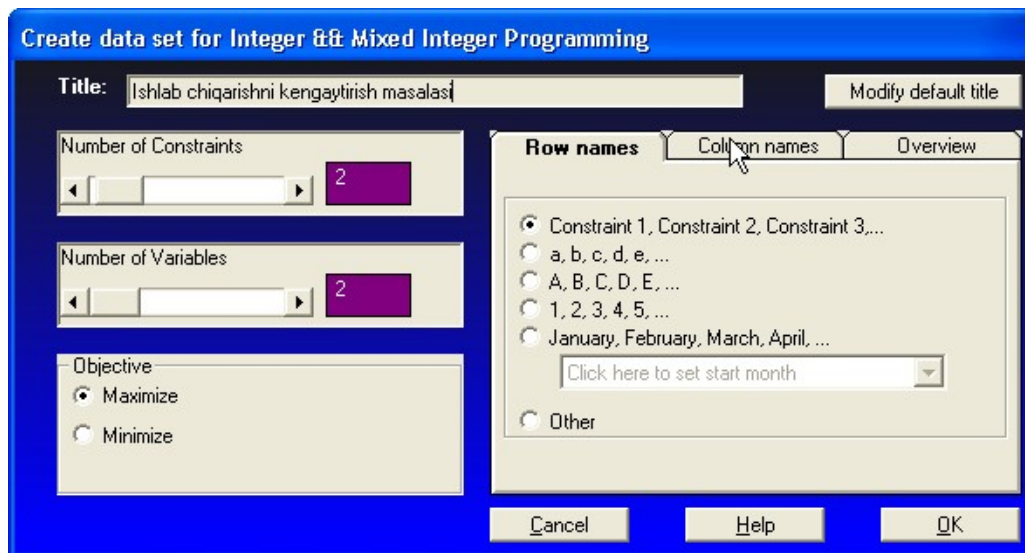 Create data set for Integer && Mixed Integer Programming
Title: Ishlab chiqarishni kengaytirish masalasi
Modify default title
Number of Constraints
2
Number of Variables
2
Objective
Maximize
Minimize
Row names
Column names
Overview
Constraint 1, Constraint 2, Constraint 3,...
a, b, c, d, e, ...
A, B, C, D, E, ...
1, 2, 3, 4, 5, ...
January, February, March, April, ...
Click here to set start month
Other
Cancel
Help
OK